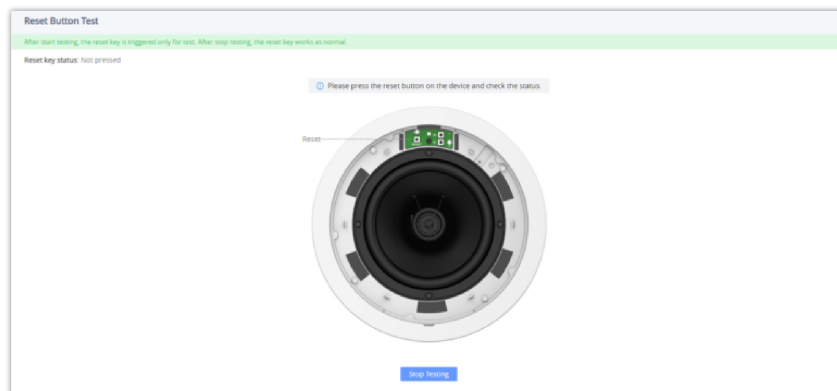 Reset Button Test
After start testing, the reset key is triggered only for test. After stop testing, the reset key works as normal.
Reset key status: Not pressed
Please press the reset button on the device and check the status.
Reset
Stop Testing